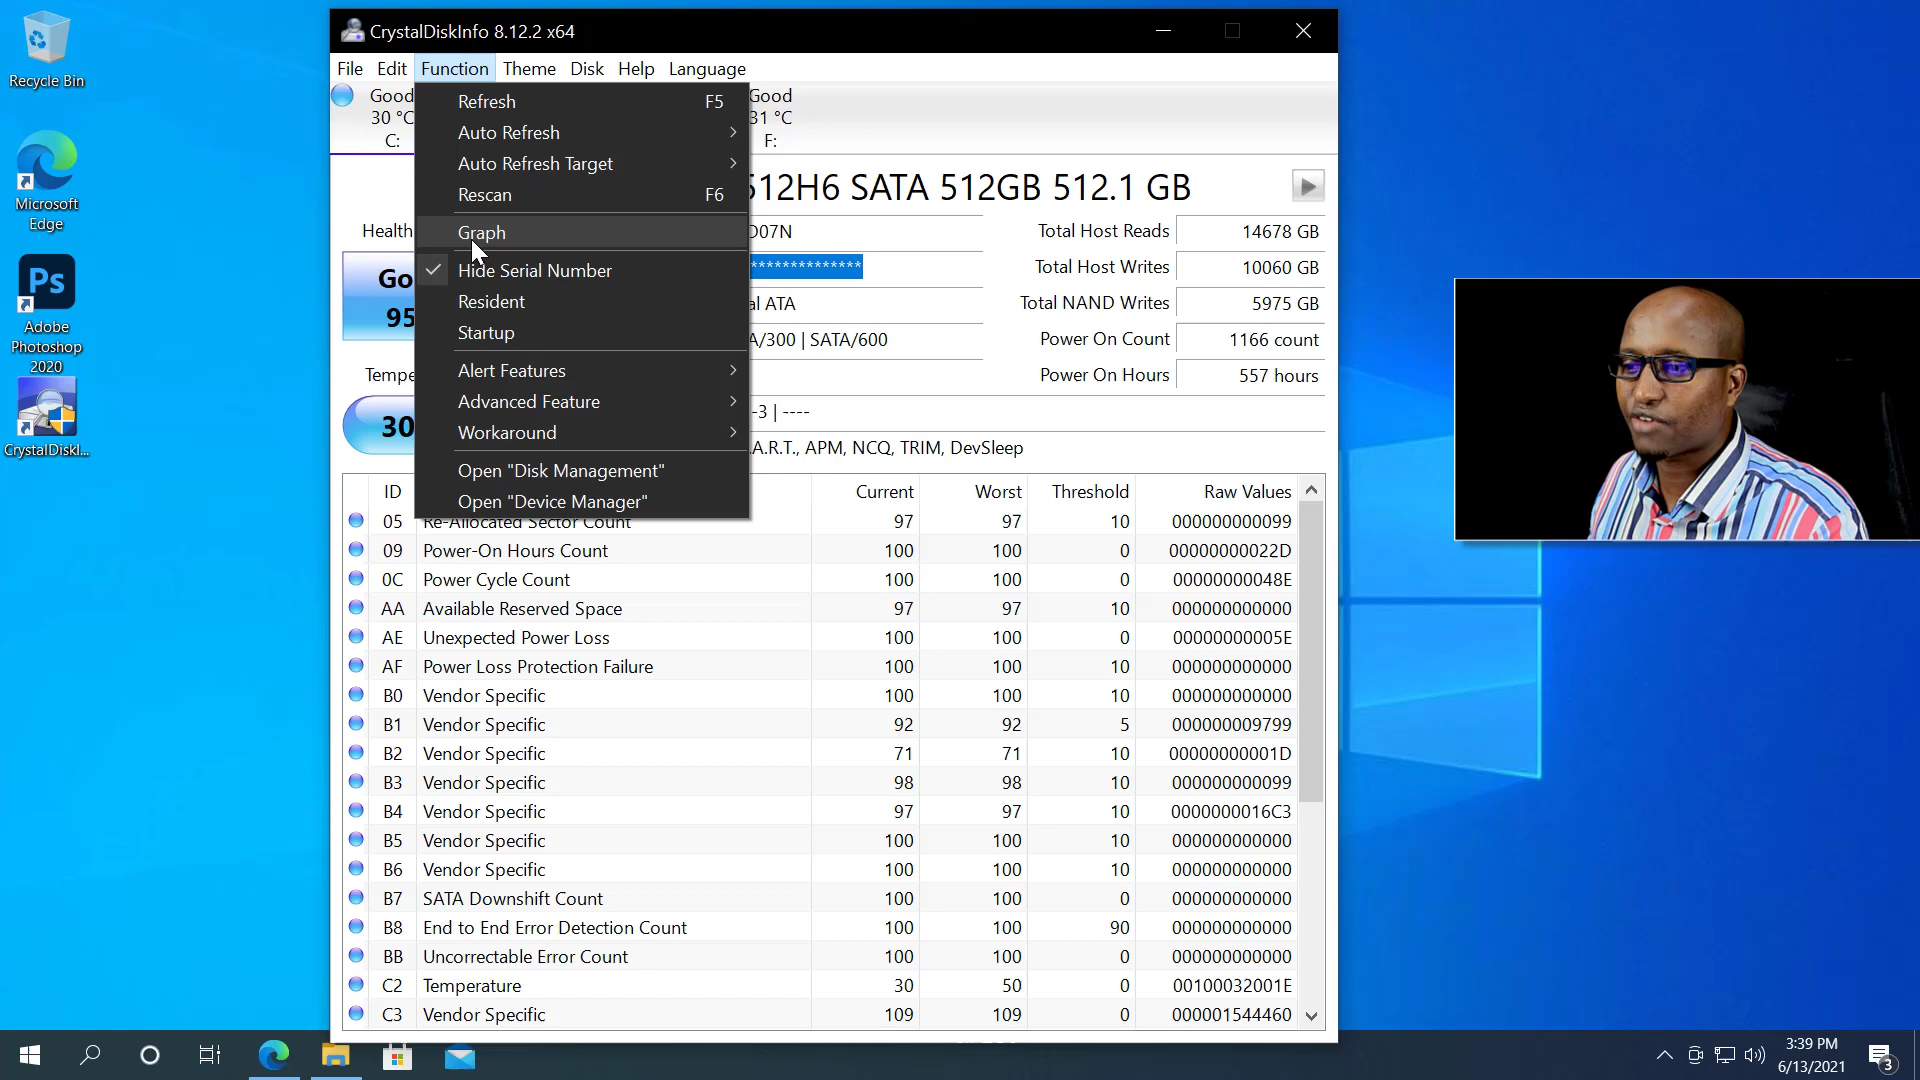 Recycle Bin
Microsoft
Edge
Ps
Adobe
Photoshop
2020
CrystalDiskI...
CrystalDiskInfo 8.12.2 x64
File Edit Function Theme Disk Help Language
Good
30 °C
C:
Good
31 °C
F:
Refresh F5
Auto Refresh
Auto Refresh Target
Rescan F6
Graph
Hide Serial Number
Resident
Startup
Alert Features
Advanced Feature
Workaround
Open "Disk Management"
Open "Device Manager"
512H6 SATA 512GB 512.1 GB
Health
Go
95
Tempe
30
D07N
**************
al ATA
A/300 | SATA/600
-3 | ----
.A.R.T., APM, NCQ, TRIM, DevSleep
Total Host Reads 14678 GB
Total Host Writes 10060 GB
Total NAND Writes 5975 GB
Power On Count 1166 count
Power On Hours 557 hours
ID Current Worst Threshold Raw Values
05 Re-Allocated Sector Count 97 97 10 000000000099
09 Power-On Hours Count 100 100 0 00000000022D
0C Power Cycle Count 100 100 0 00000000048E
AA Available Reserved Space 97 97 10 000000000000
AE Unexpected Power Loss 100 100 0 00000000005E
AF Power Loss Protection Failure 100 100 10 000000000000
B0 Vendor Specific 100 100 10 000000000000
B1 Vendor Specific 92 92 5 000000009799
B2 Vendor Specific 71 71 10 00000000001D
B3 Vendor Specific 98 98 10 000000000099
B4 Vendor Specific 97 97 10 0000000016C3
B5 Vendor Specific 100 100 10 000000000000
B6 Vendor Specific 100 100 10 000000000000
B7 SATA Downshift Count 100 100 0 000000000000
B8 End to End Error Detection Count 100 100 90 000000000000
BB Uncorrectable Error Count 100 100 0 000000000000
C2 Temperature 30 50 0 00100032001E
C3 Vendor Specific 109 109 0 000001544460
3:39 PM
6/13/2021
3